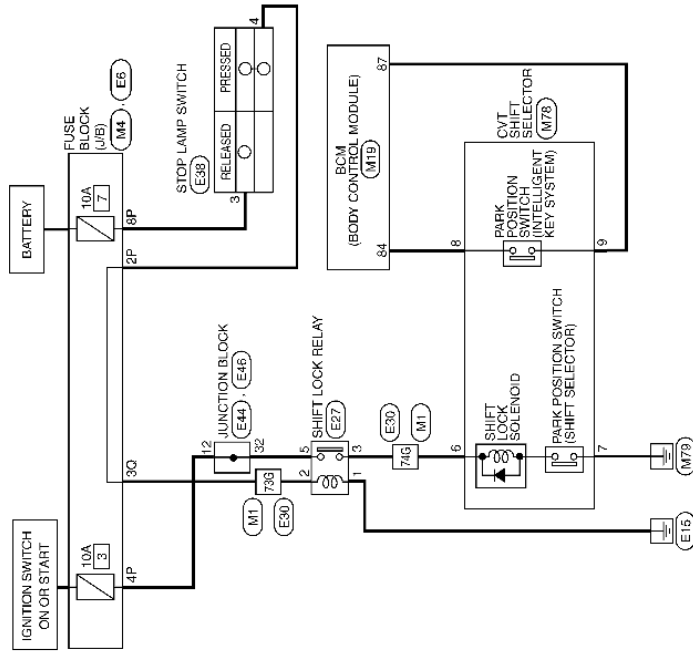 IGNITION SWITCH
ON OR START
BATTERY
10A
3
10A
7
FUSE
BLOCK
(J/B)
M4 , E6
4P
3Q
2P
8P
STOP LAMP SWITCH
E38
RELEASED
PRESSED
3
4
12
JUNCTION BLOCK
E44 , E46
32
M1
E30
73G
SHIFT LOCK RELAY
E27
2
5
1
3
E30
M1
74G
BCM
(BODY CONTROL MODULE)
M19
84
87
CVT
SHIFT
SELECTOR
M78
6
8
SHIFT
LOCK
SOLENOID
PARK
POSITION
SWITCH
(INTELLIGENT
KEY SYSTEM)
PARK POSITION SWITCH
(SHIFT SELECTOR)
7
9
E15
M79